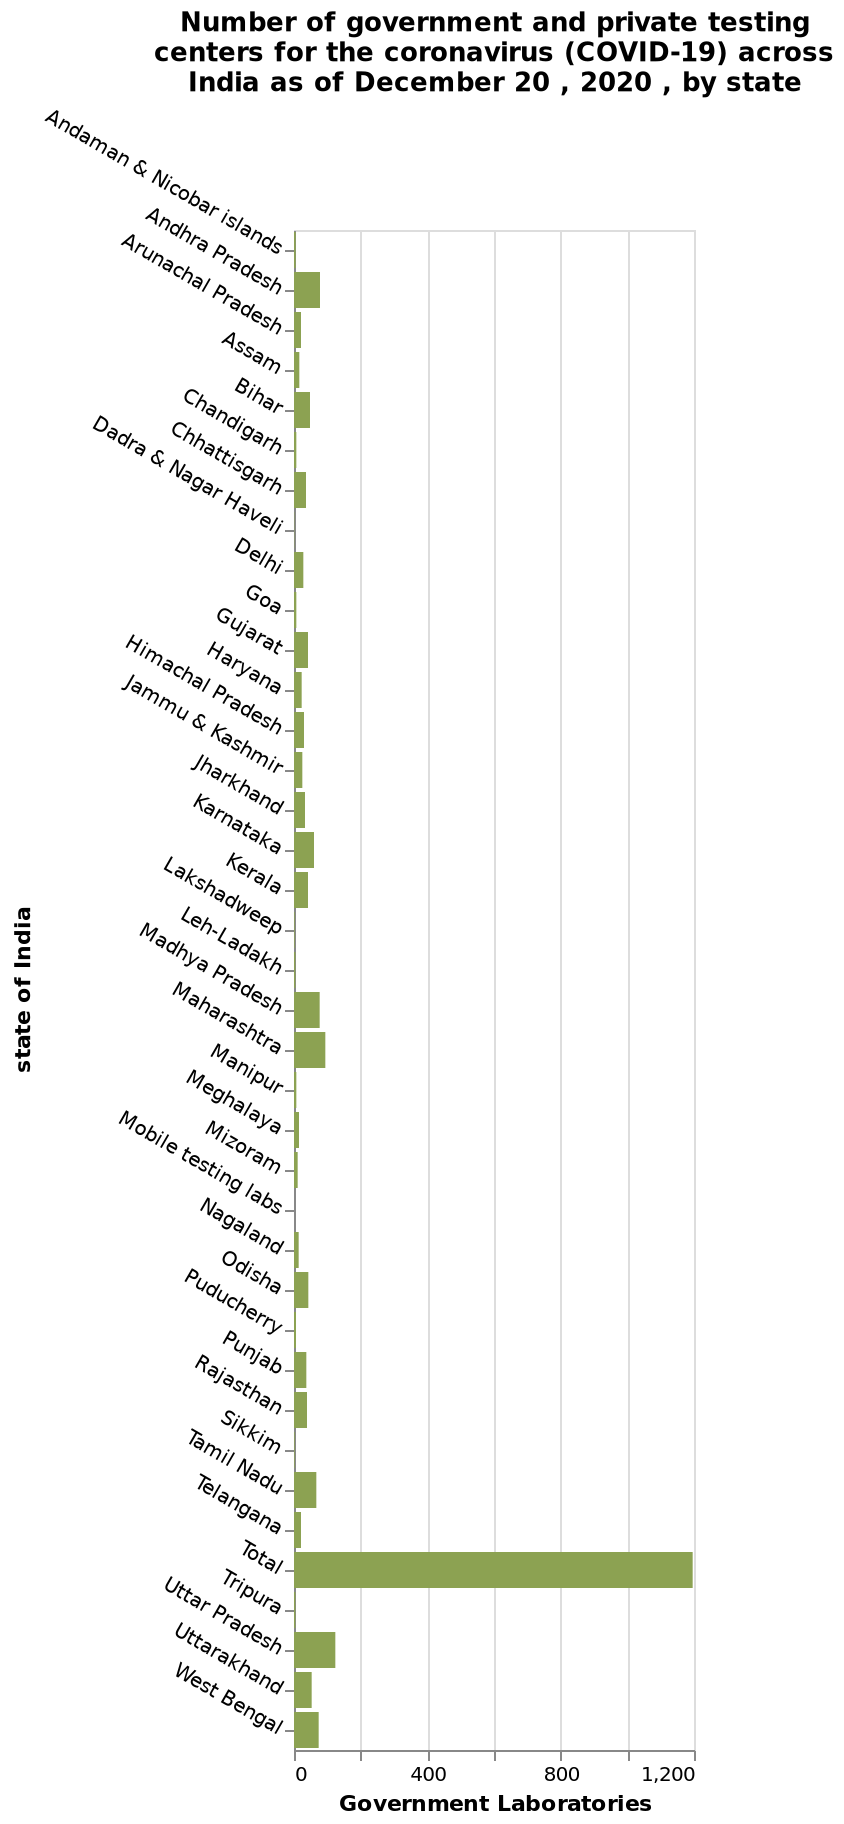 Number of government and private testing
centers for the coronavirus (COVID-19) across
India as of December 20 , 2020 , by state
Andaman & Nicobar islands
Andhra Pradesh
Arunachal Pradesh
Assam
Bihar
Chandigarh
Chhattisgarh
Dadra & Nagar Haveli
Delhi
Goa
Gujarat
Haryana
Himachal Pradesh
Jammu & Kashmir
Jharkhand
Karnataka
Kerala
Lakshadweep
Leh-Ladakh
Madhya Pradesh
Maharashtra
Manipur
Meghalaya
Mizoram
Mobile testing labs
Nagaland
Odisha
Puducherry
Punjab
Rajasthan
Sikkim
Tamil Nadu
Telangana
Total
Tripura
Uttar Pradesh
Uttarakhand
West Bengal
state of India
0 400 800 1,200
Government Laboratories